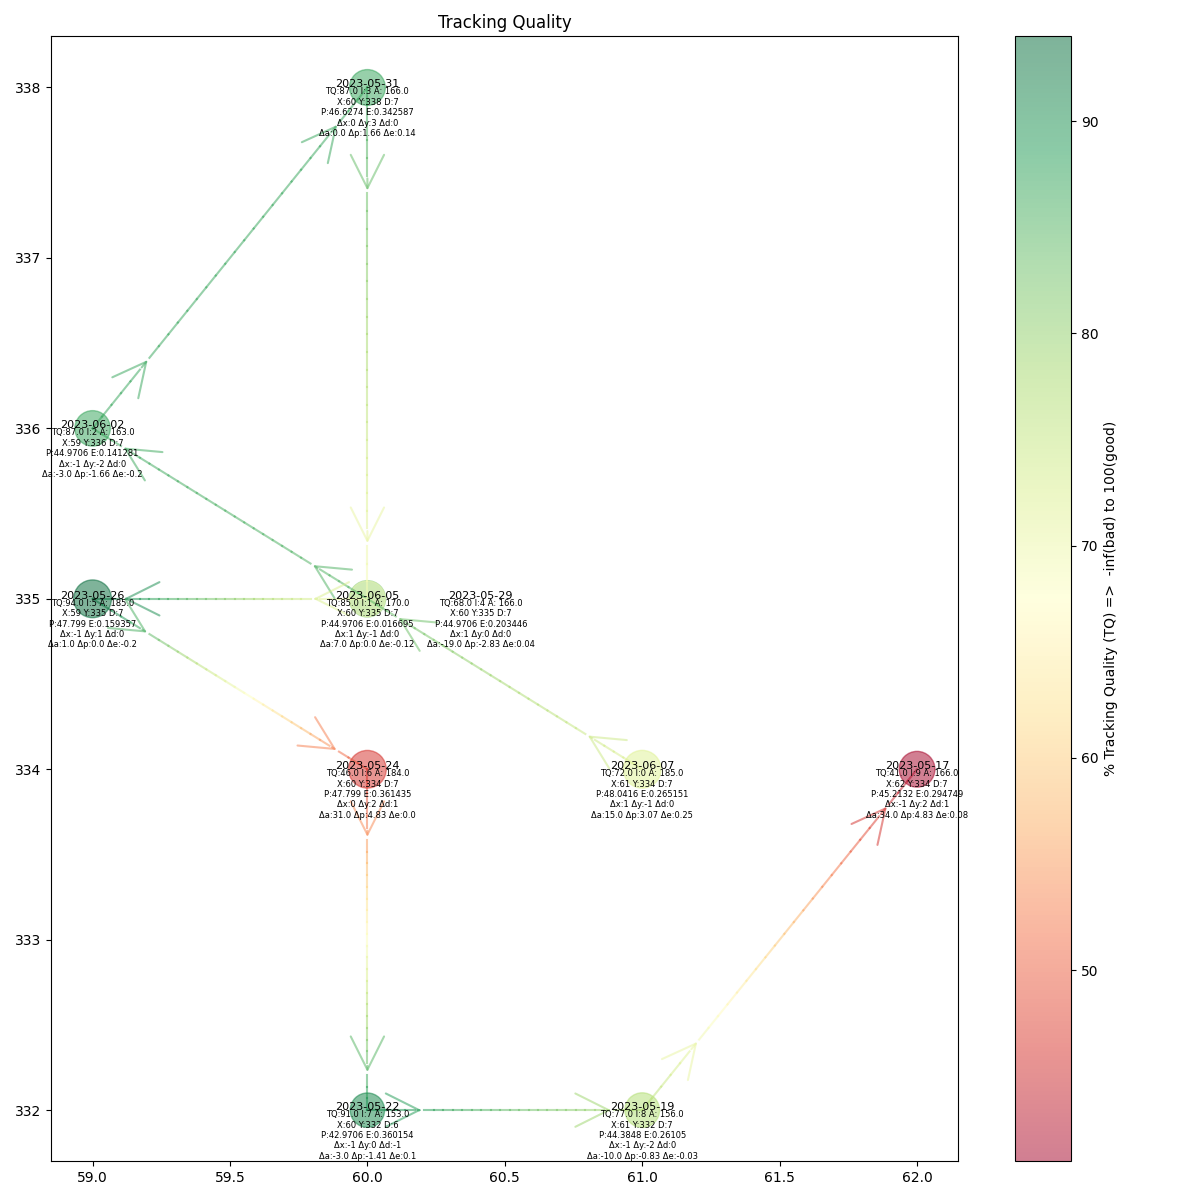 Tracking Quality
338
337
336
335
334
333
332
59.0
59.5
60.0
60.5
61.0
61.5
62.0
2023-05-31
TQ:87.0 I:3 A: 166.0
X:60 Y:338 D:7
P:46.6274 E:0.342587
Δx:0 Δy:3 Δd:0
Δa:0.0 Δp:1.66 Δe:0.14
2023-06-02
TQ:87.0 I:2 A: 163.0
X:59 Y:336 D:7
P:44.9706 E:0.141281
Δx:-1 Δy:-2 Δd:0
Δa:-3.0 Δp:-1.66 Δe:-0.2
2023-05-26
TQ:94.0 I:5 A: 185.0
X:59 Y:335 D:7
P:47.799 E:0.159357
Δx:-1 Δy:1 Δd:0
Δa:1.0 Δp:0.0 Δe:-0.2
2023-06-05
TQ:85.0 I:1 A: 170.0
X:60 Y:335 D:7
P:44.9706 E:0.016695
Δx:1 Δy:-1 Δd:0
Δa:7.0 Δp:0.0 Δe:-0.12
2023-05-29
TQ:68.0 I:4 A: 166.0
X:60 Y:335 D:7
P:44.9706 E:0.203446
Δx:1 Δy:0 Δd:0
Δa:-19.0 Δp:-2.83 Δe:0.04
2023-05-24
TQ:46.0 I:6 A: 184.0
X:60 Y:334 D:7
P:47.799 E:0.361435
Δx:0 Δy:2 Δd:1
Δa:31.0 Δp:4.83 Δe:0.0
2023-06-07
TQ:72.0 I:0 A: 185.0
X:61 Y:334 D:7
P:48.0416 E:0.265151
Δx:1 Δy:-1 Δd:0
Δa:15.0 Δp:3.07 Δe:0.25
2023-05-17
TQ:41.0 I:9 A: 166.0
X:62 Y:334 D:7
P:45.2132 E:0.294749
Δx:-1 Δy:2 Δd:1
Δa:34.0 Δp:4.83 Δe:0.08
2023-05-22
TQ:91.0 I:7 A: 153.0
X:60 Y:332 D:6
P:42.9706 E:0.360154
Δx:-1 Δy:0 Δd:-1
Δa:-3.0 Δp:-1.41 Δe:0.1
2023-05-19
TQ:77.0 I:8 A: 156.0
X:61 Y:332 D:7
P:44.3848 E:0.26105
Δx:-1 Δy:-2 Δd:0
Δa:-10.0 Δp:-0.83 Δe:-0.03
90
80
70
60
50
% Tracking Quality (TQ) => -inf(bad) to 100(good)